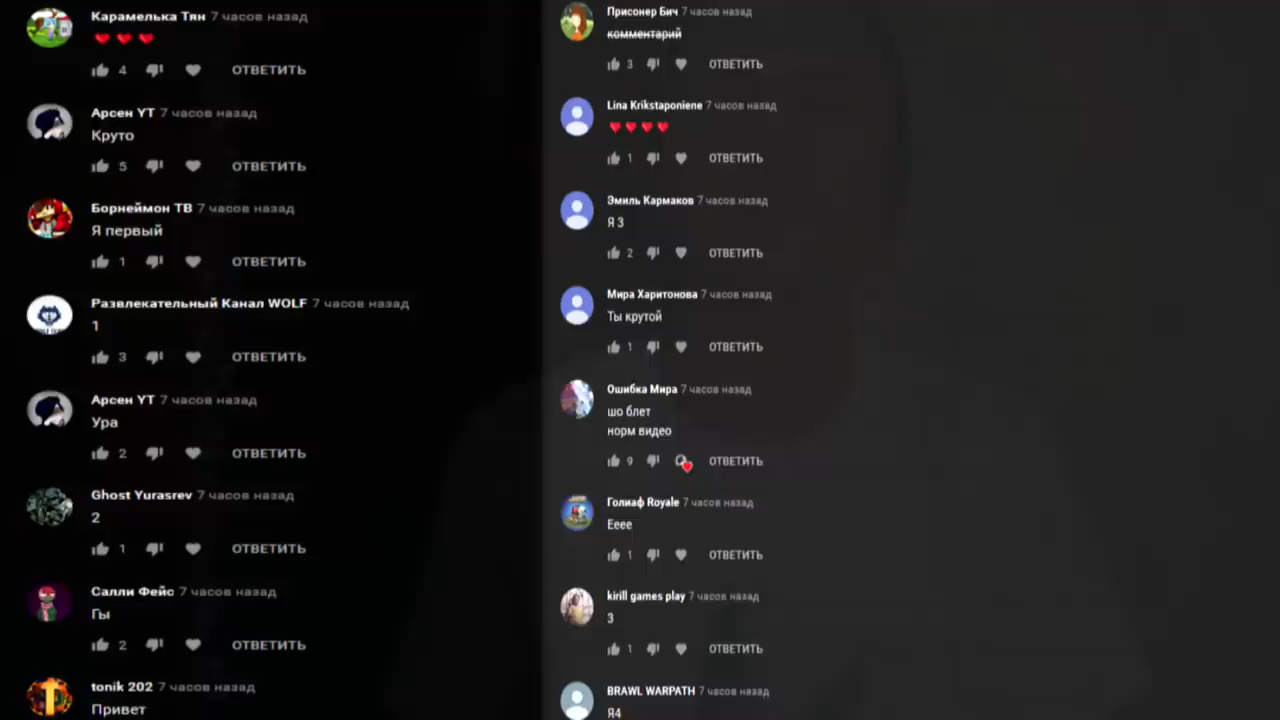 Карамелька Тян 7 часов назад
❤ ❤ ❤
4 ОТВЕТИТЬ
Арсен YT 7 часов назад
Круто
5 ОТВЕТИТЬ
Борнеймон ТВ 7 часов назад
Я первый
1 ОТВЕТИТЬ
Развлекательный Канал WOLF 7 часов назад
1
3 ОТВЕТИТЬ
Арсен YT 7 часов назад
Ура
2 ОТВЕТИТЬ
Ghost Yurasrev 7 часов назад
2
1 ОТВЕТИТЬ
Салли Фейс 7 часов назад
Гы
2 ОТВЕТИТЬ
tonik 202 7 часов назад
Привет
Присонер Бич 7 часов назад
комментарий
3 ОТВЕТИТЬ
Lina Krikstaponiene 7 часов назад
❤❤❤❤
1 ОТВЕТИТЬ
Эмиль Кармаков 7 часов назад
Я 3
2 ОТВЕТИТЬ
Мира Харитонова 7 часов назад
Ты крутой
1 ОТВЕТИТЬ
Ошибка Мира 7 часов назад
шо блет
норм видео
9 ОТВЕТИТЬ
Голиаф Royale 7 часов назад
Ееее
1 ОТВЕТИТЬ
kirill games play 7 часов назад
3
1 ОТВЕТИТЬ
BRAWL WARPATH 7 часов назад
Я4